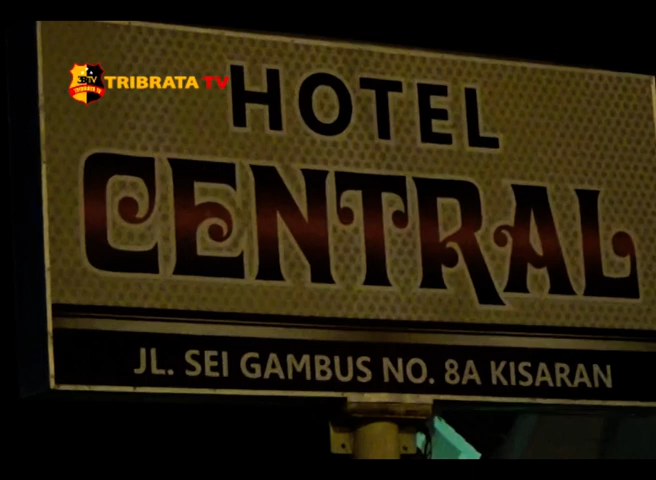 TRIBRATA TV
HOTEL
CENTRAL
JL. SEI GAMBUS NO. 8A KISARAN